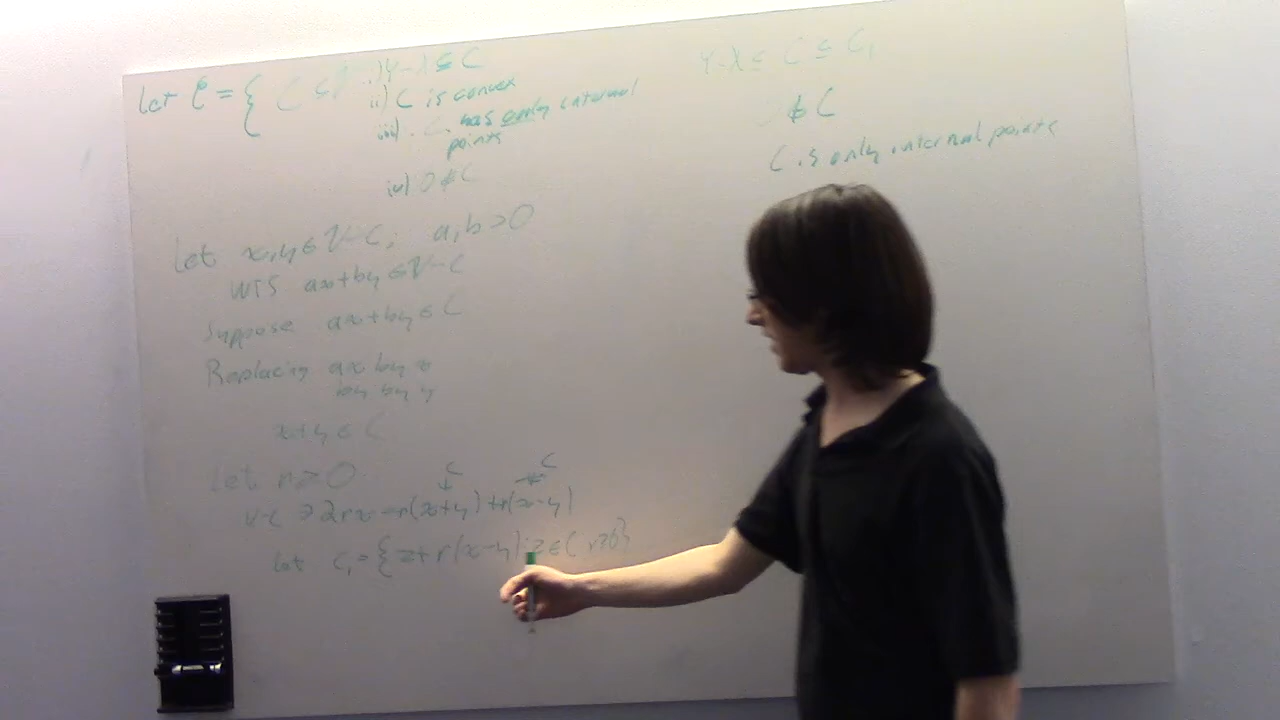 Let C = { C ⊆ V i) Y-X ⊆ C
ii) C is convex
iii) C has only internal
points
iv) 0 ∉ C
Let x,y ∈ V-C, a,b > 0
WTS ax+by ∈ V-C
Suppose ax+by ∈ C
Replacing ax by x
by by y
x+y ∈ C
Let r ≥ 0
C C
V-C ∋ 2rx = r(x+y) + r(x-y)
Let C₁ = { z + r(x-y) : z ∈ C r≥0}
Y-X ⊆ C ⊆ C₁
∉ C
C is only internal points